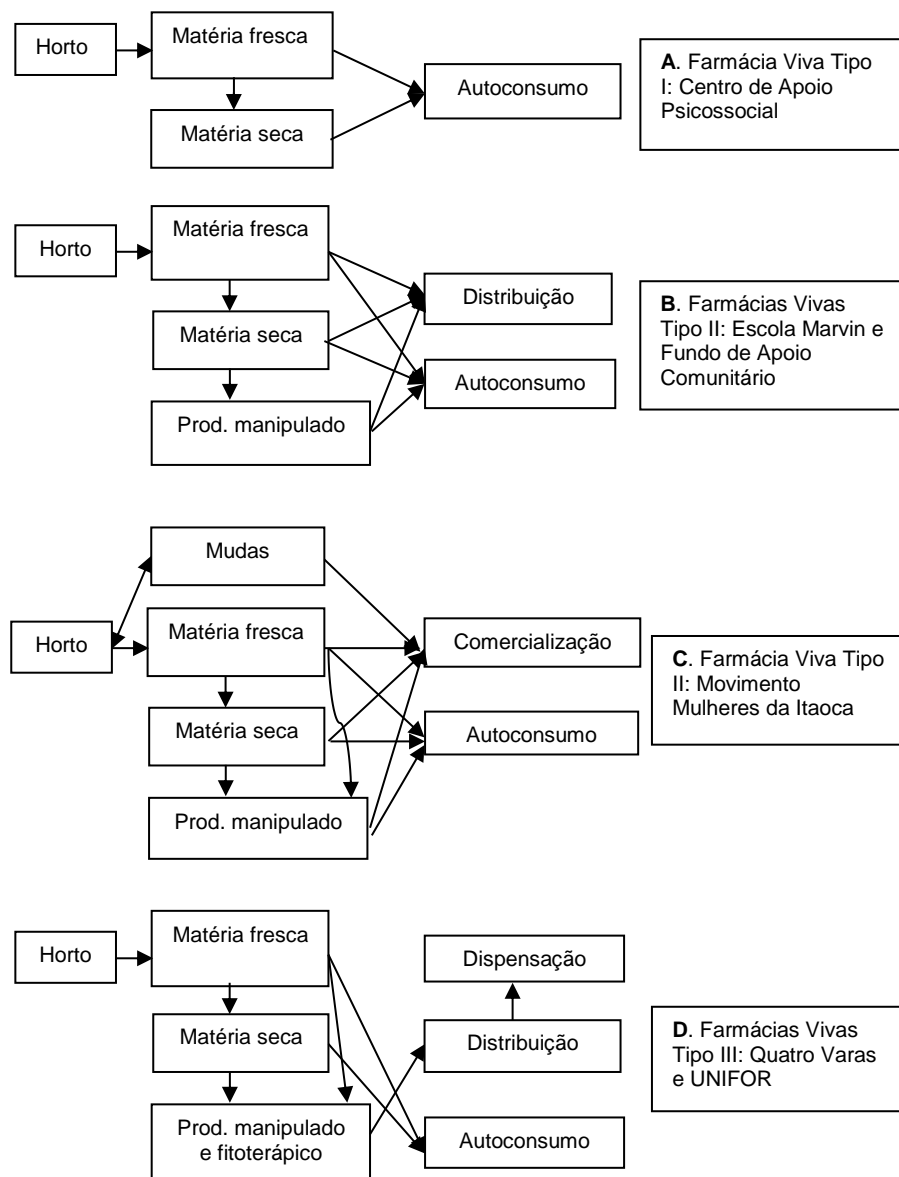 Horto
Matéria fresca
Matéria seca
Autoconsumo
A. Farmácia Viva Tipo
I: Centro de Apoio
Psicossocial
Horto
Matéria fresca
Matéria seca
Prod. manipulado
Distribuição
Autoconsumo
B. Farmácias Vivas
Tipo II: Escola Marvin e
Fundo de Apoio
Comunitário
Mudas
Horto
Matéria fresca
Matéria seca
Prod. manipulado
Comercialização
Autoconsumo
C. Farmácia Viva Tipo
II: Movimento
Mulheres da Itaoca
Horto
Matéria fresca
Matéria seca
Prod. manipulado
e fitoterápico
Dispensação
Distribuição
Autoconsumo
D. Farmácias Vivas
Tipo III: Quatro Varas
e UNIFOR